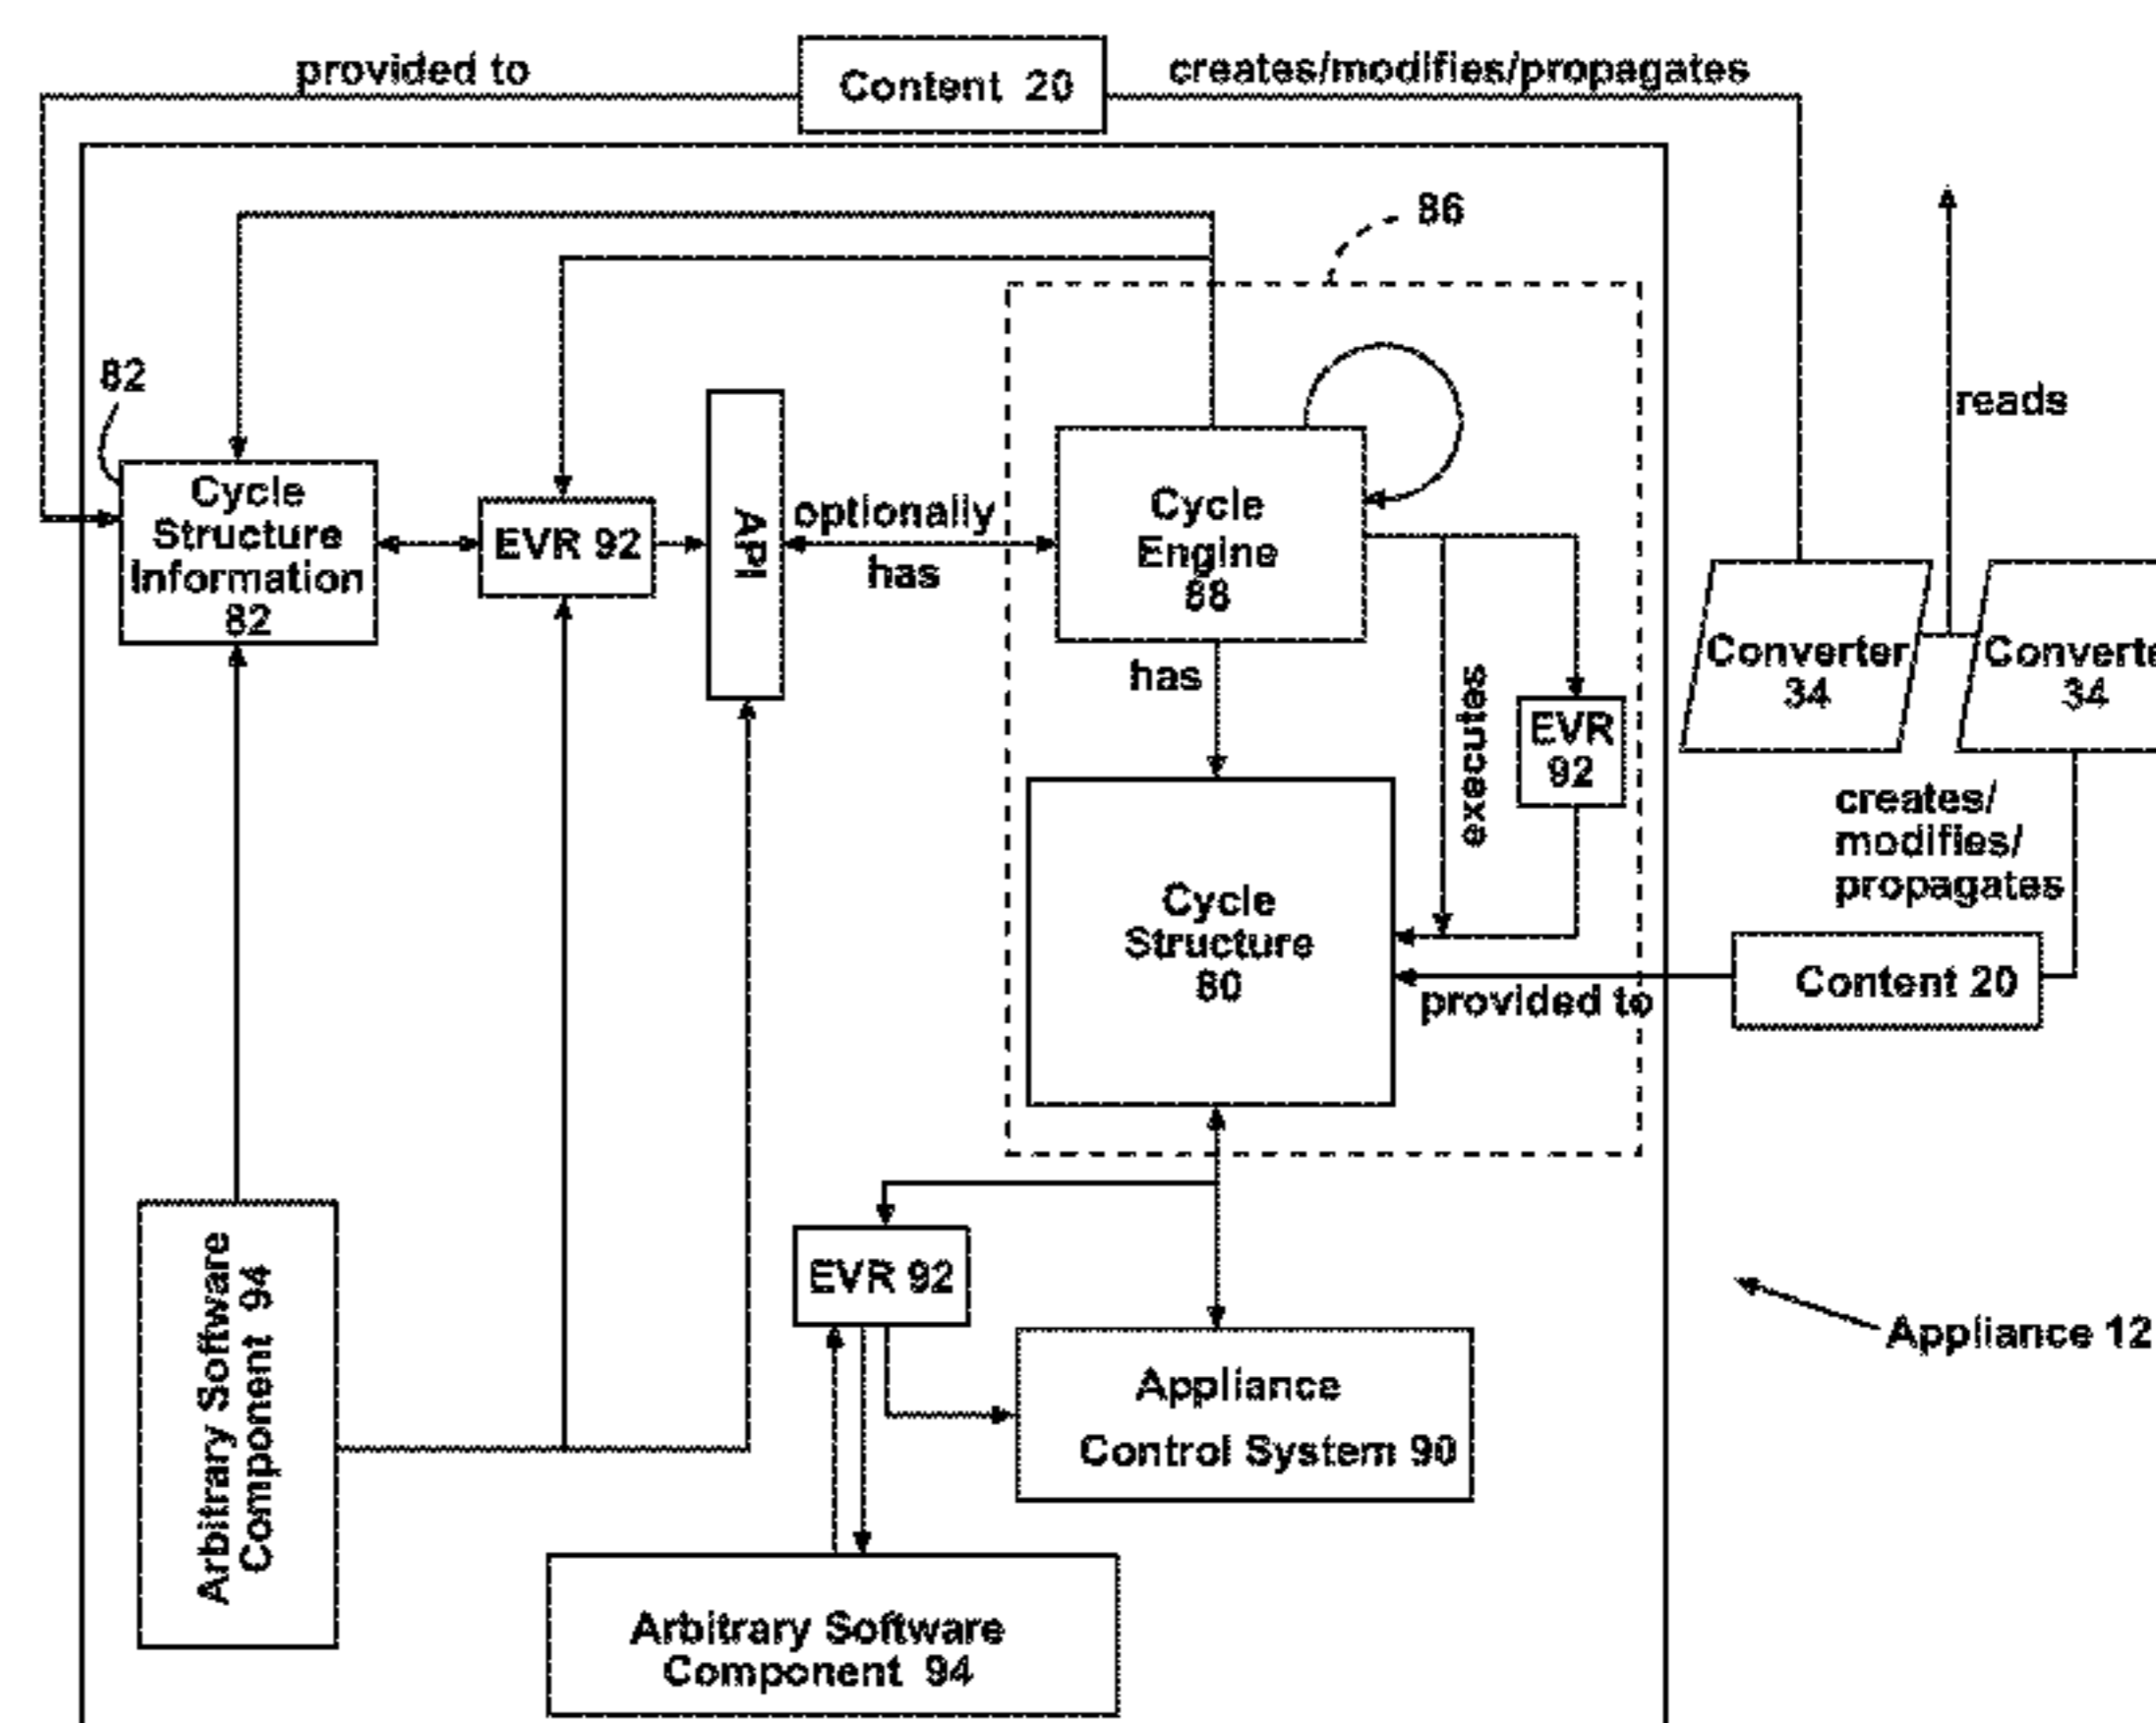 provided to
Content 20
creates/modifies/propagates
86
82
reads
Cycle
Structure
Information
82
EVR 92
API
optionally
has
Cycle
Engine
88
has
executes
EVR
92
Converter
34
Converte
34
creates/
modifies/
propagates
Cycle
Structure
80
provided to
Content 20
EVR 92
Appliance 12
Appliance
Control System 90
Arbitrary Software
Component 94
Arbitrary Software
Component 94